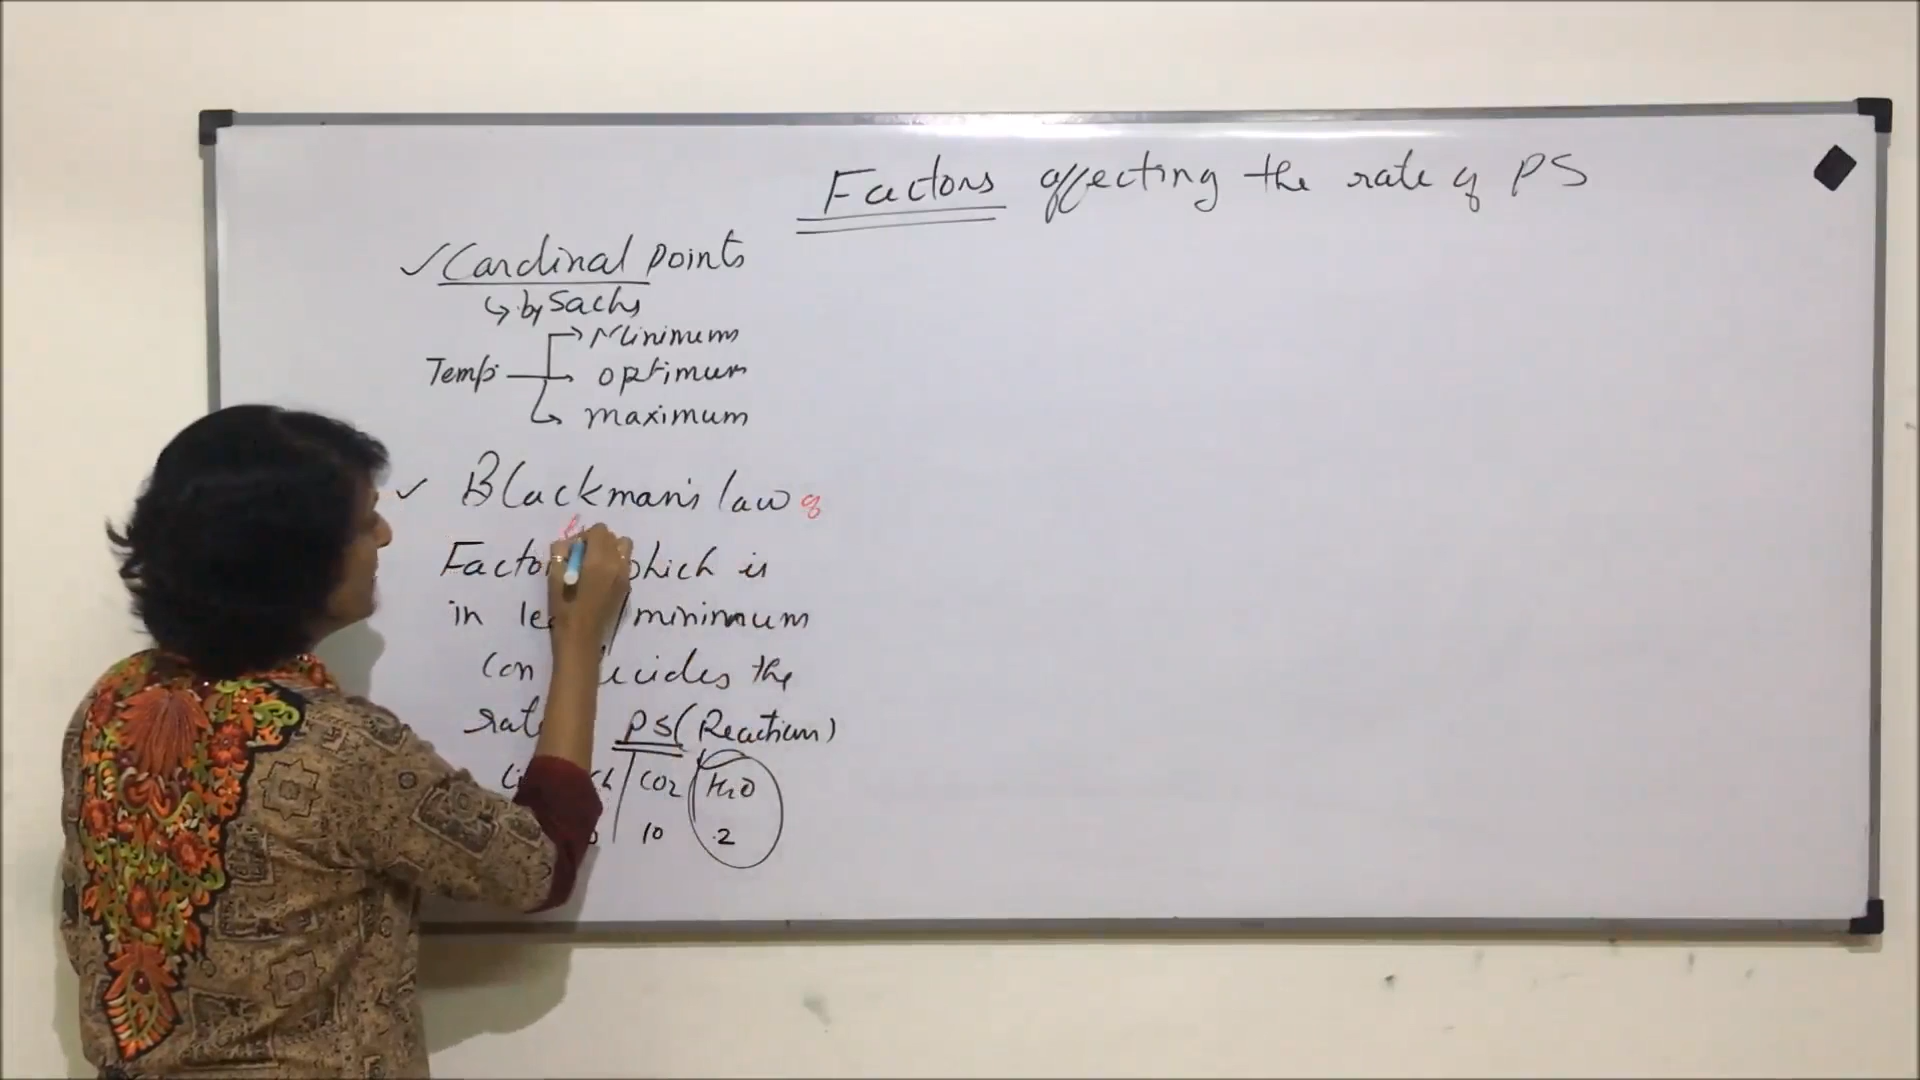 Factors affecting the rate of PS
✓ Cardinal points
↳ by Sachs
→ Minimum
Temp. → optimum
↳ maximum
✓ Blackman's law of
which is
in /minimum
Con the
PS (Reaction)
CO2 H2O
10 .2